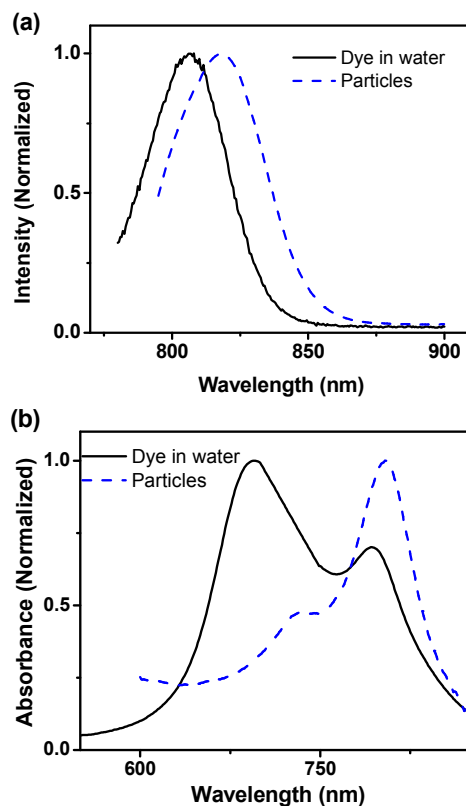 (a)
Dye in water
Particles
Intensity (Normalized)
1.0
0.5
0.0
800
850
900
Wavelength (nm)
(b)
Dye in water
Particles
Absorbance (Normalized)
1.0
0.5
0.0
600
750
Wavelength (nm)